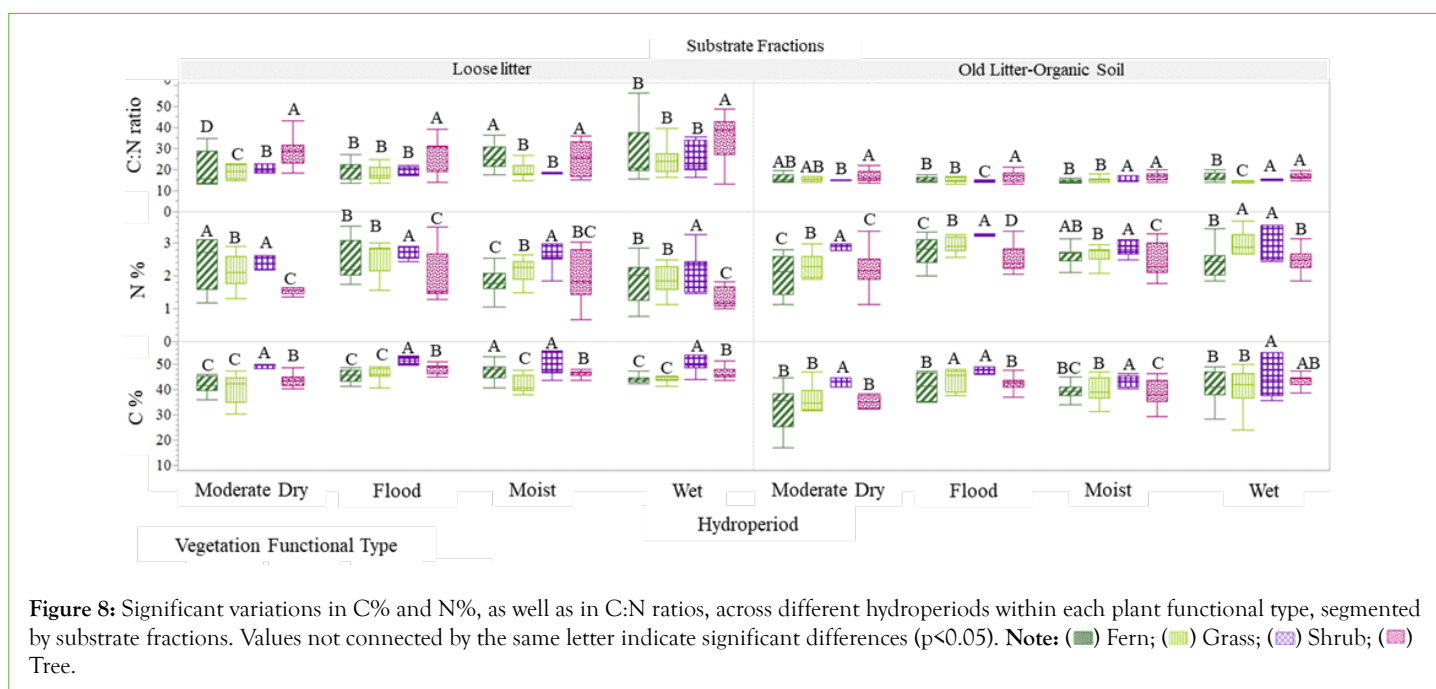 Substrate Fractions
Loose litter Old Litter-Organic Soil
C:N ratio
50
40
30
20
10
0
D C B A
B B B A
A B B A
B B B A
AB AB B A
B B C A
B B A A
B C A A
N %
3
2
1
0
A B A C
B B A C
C B A BC
B B A C
C B A C
C B A D
AB B A C
B A A B
C %
50
40
30
20
10
C C A B
C C A B
A C A B
C C A B
B B A B
B A A B
BC B A C
B B A AB
Moderate Dry Flood Moist Wet Moderate Dry Flood Moist Wet
Hydroperiod
Vegetation Functional Type
Figure 8: Significant variations in C% and N%, as well as in C:N ratios, across different hydroperiods within each plant functional type, segmented
by substrate fractions. Values not connected by the same letter indicate significant differences (p<0.05). Note: ( ) Fern; ( ) Grass; ( ) Shrub; ( )
Tree.